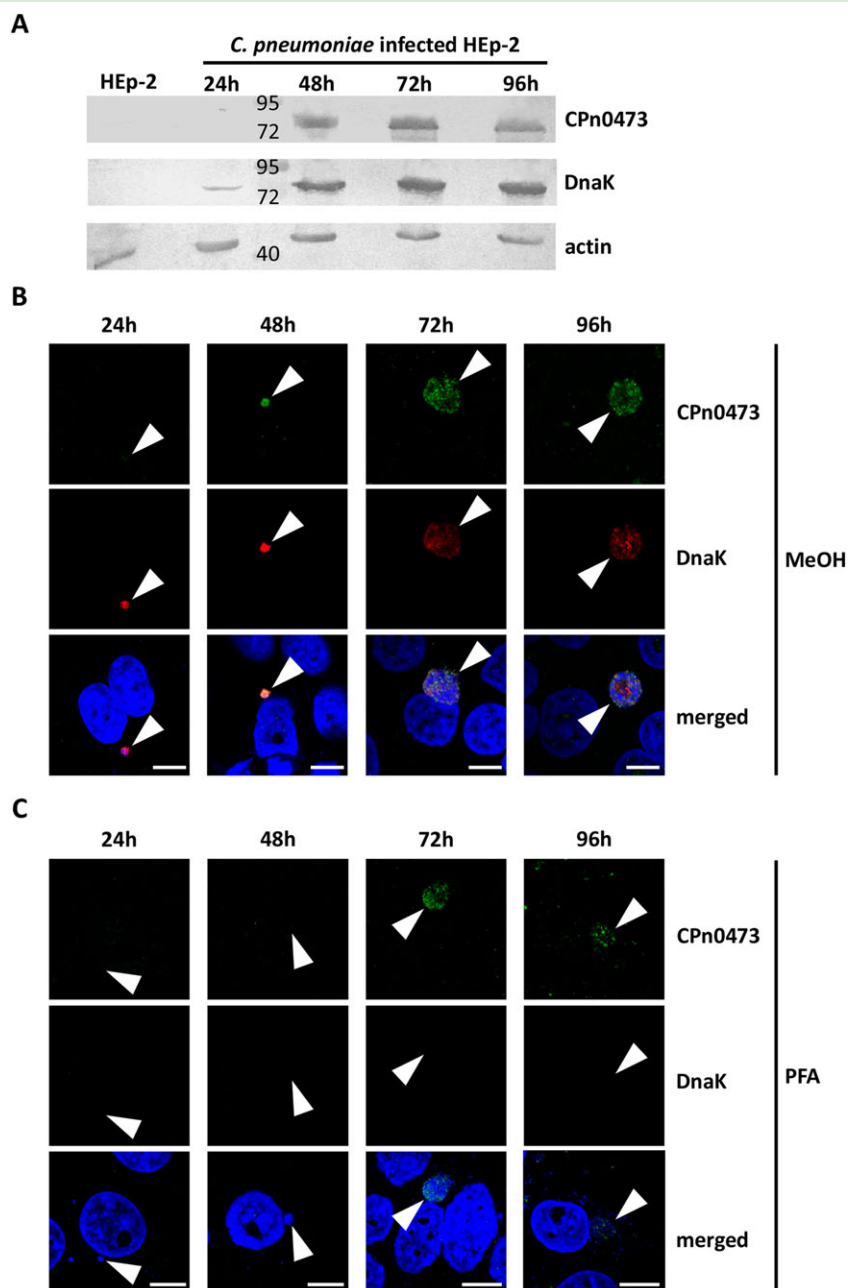 A
C. pneumoniae infected HEp-2
HEp-2 24h 48h 72h 96h
95
72
CPn0473
95
72
DnaK
40
actin
B
24h 48h 72h 96h
CPn0473
DnaK
MeOH
merged
C
24h 48h 72h 96h
CPn0473
DnaK
PFA
merged